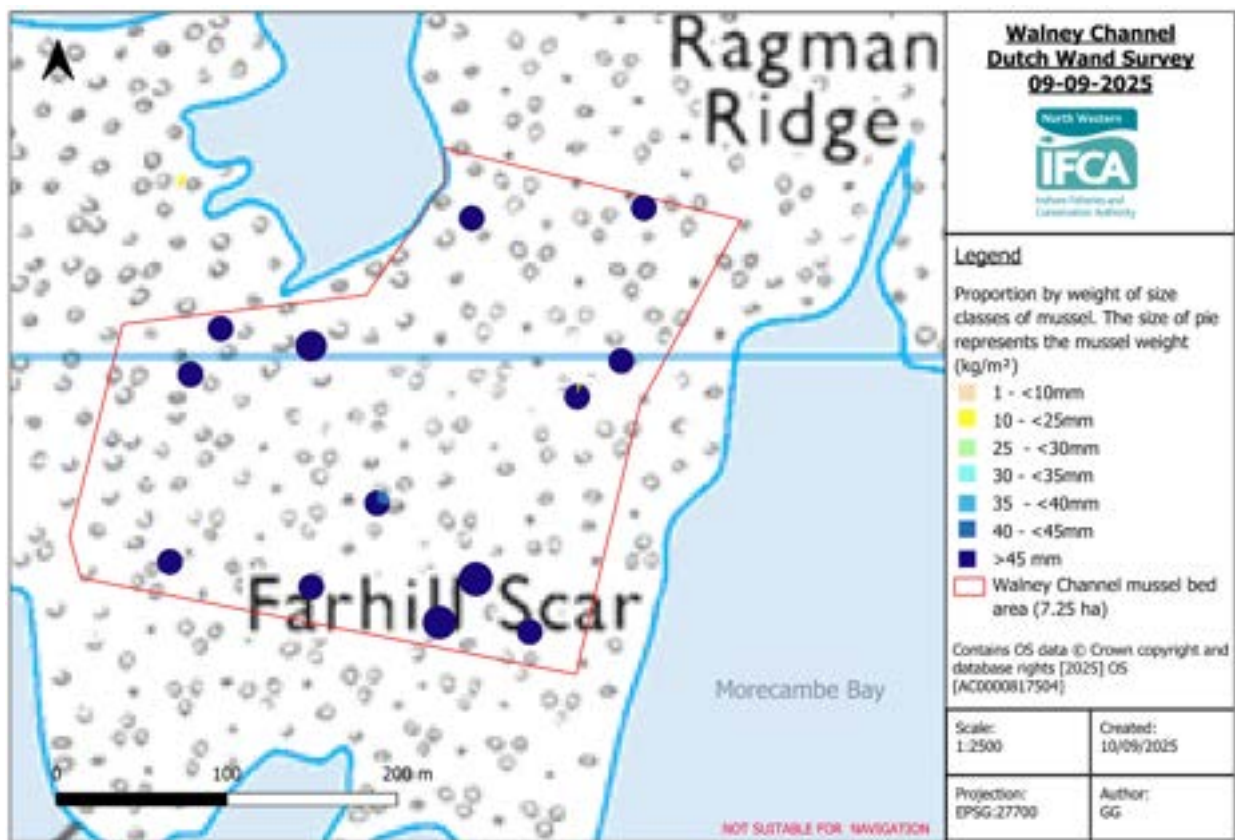 Ragman
Ridge
Farhill Scar
Morecambe Bay
0 100 200 m
NOT SUITABLE FOR NAVIGATION
Walney Channel
Dutch Wand Survey
09-09-2025
North Western
IFCA
Inshore Fisheries and
Conservation Authority
Legend
Proportion by weight of size
classes of mussel. The size of pie
represents the mussel weight
(kg/m²)
1 - <10mm
10 - <25mm
25 - <30mm
30 - <35mm
35 - <40mm
40 - <45mm
>45 mm
Walney Channel mussel bed
area (7.25 ha)
Contains OS data © Crown copyright and
database rights [2025] OS
[AC0000817504]
Scale:
1:2500
Created:
10/09/2025
Projection:
EPSG:27700
Author:
GG